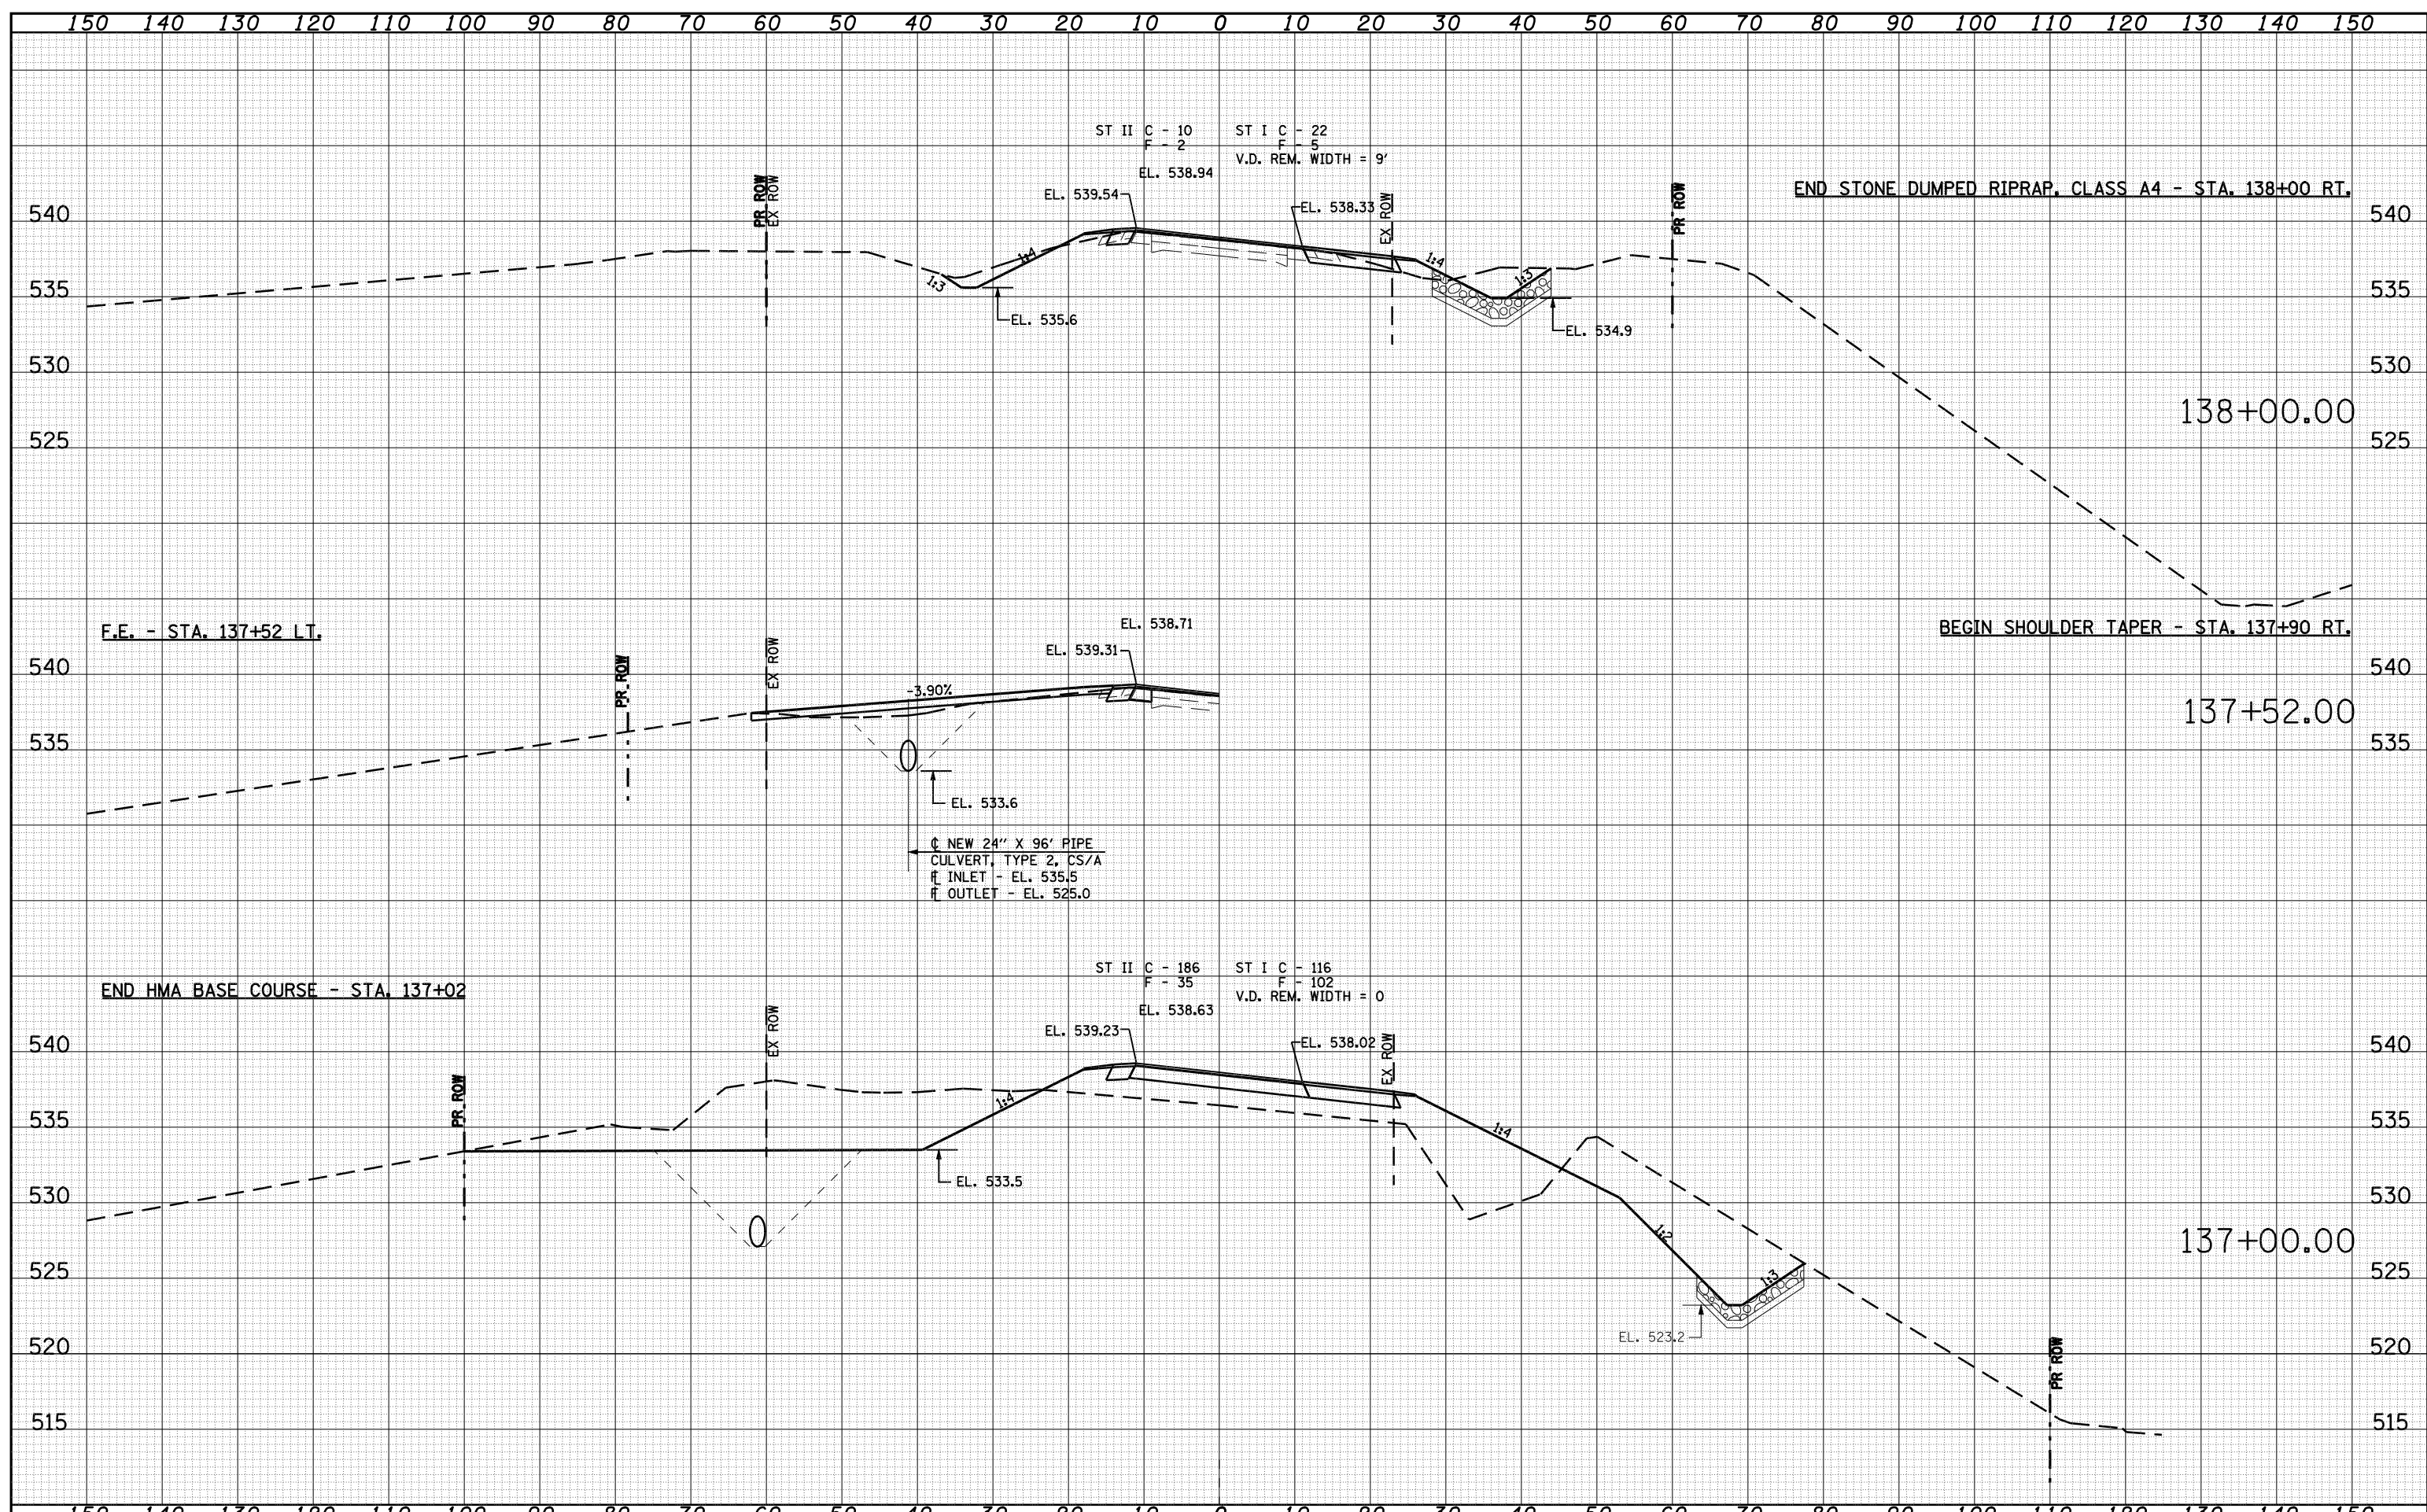 150 140 130 120 110 100 90 80 70 60 50 40 30 20 10 0 10 20 30 40 50 60 70 80 90 100 110 120 130 140 150
ST II C - 10 ST I C - 22
F - 2 F - 5
V.D. REM. WIDTH = 9'
EL. 538.94
EL. 539.54
EL. 538.33
PR ROW
EX ROW
EX ROW
PR ROW
END STONE DUMPED RIPRAP, CLASS A4 - STA. 138+00 RT.
540 540
1:4
1:3
1:4
1:3
535 535
EL. 535.6
EL. 534.9
530 530
138+00.00
525 525
F.E. - STA. 137+52 LT.
EL. 538.71
BEGIN SHOULDER TAPER - STA. 137+90 RT.
EL. 539.31
PR ROW
EX ROW
540 540
-3.90%
137+52.00
535 535
EL. 533.6
℄ NEW 24" X 96' PIPE
CULVERT, TYPE 2, CS/A
FL INLET - EL. 535.5
FL OUTLET - EL. 525.0
ST II C - 186 ST I C - 116
F - 35 F - 102
V.D. REM. WIDTH = 0
END HMA BASE COURSE - STA. 137+02
EL. 538.63
EL. 539.23
EL. 538.02
EX ROW
EX ROW
540 540
PR ROW
1:4
1:4
535 535
EL. 533.5
530 530
1:2
137+00.00
1:3
525 525
EL. 523.2
520 520
PR ROW
515 515
150 140 130 120 110 100 90 80 70 60 50 40 30 20 10 0 10 20 30 40 50 60 70 80 90 100 110 120 130 140 150